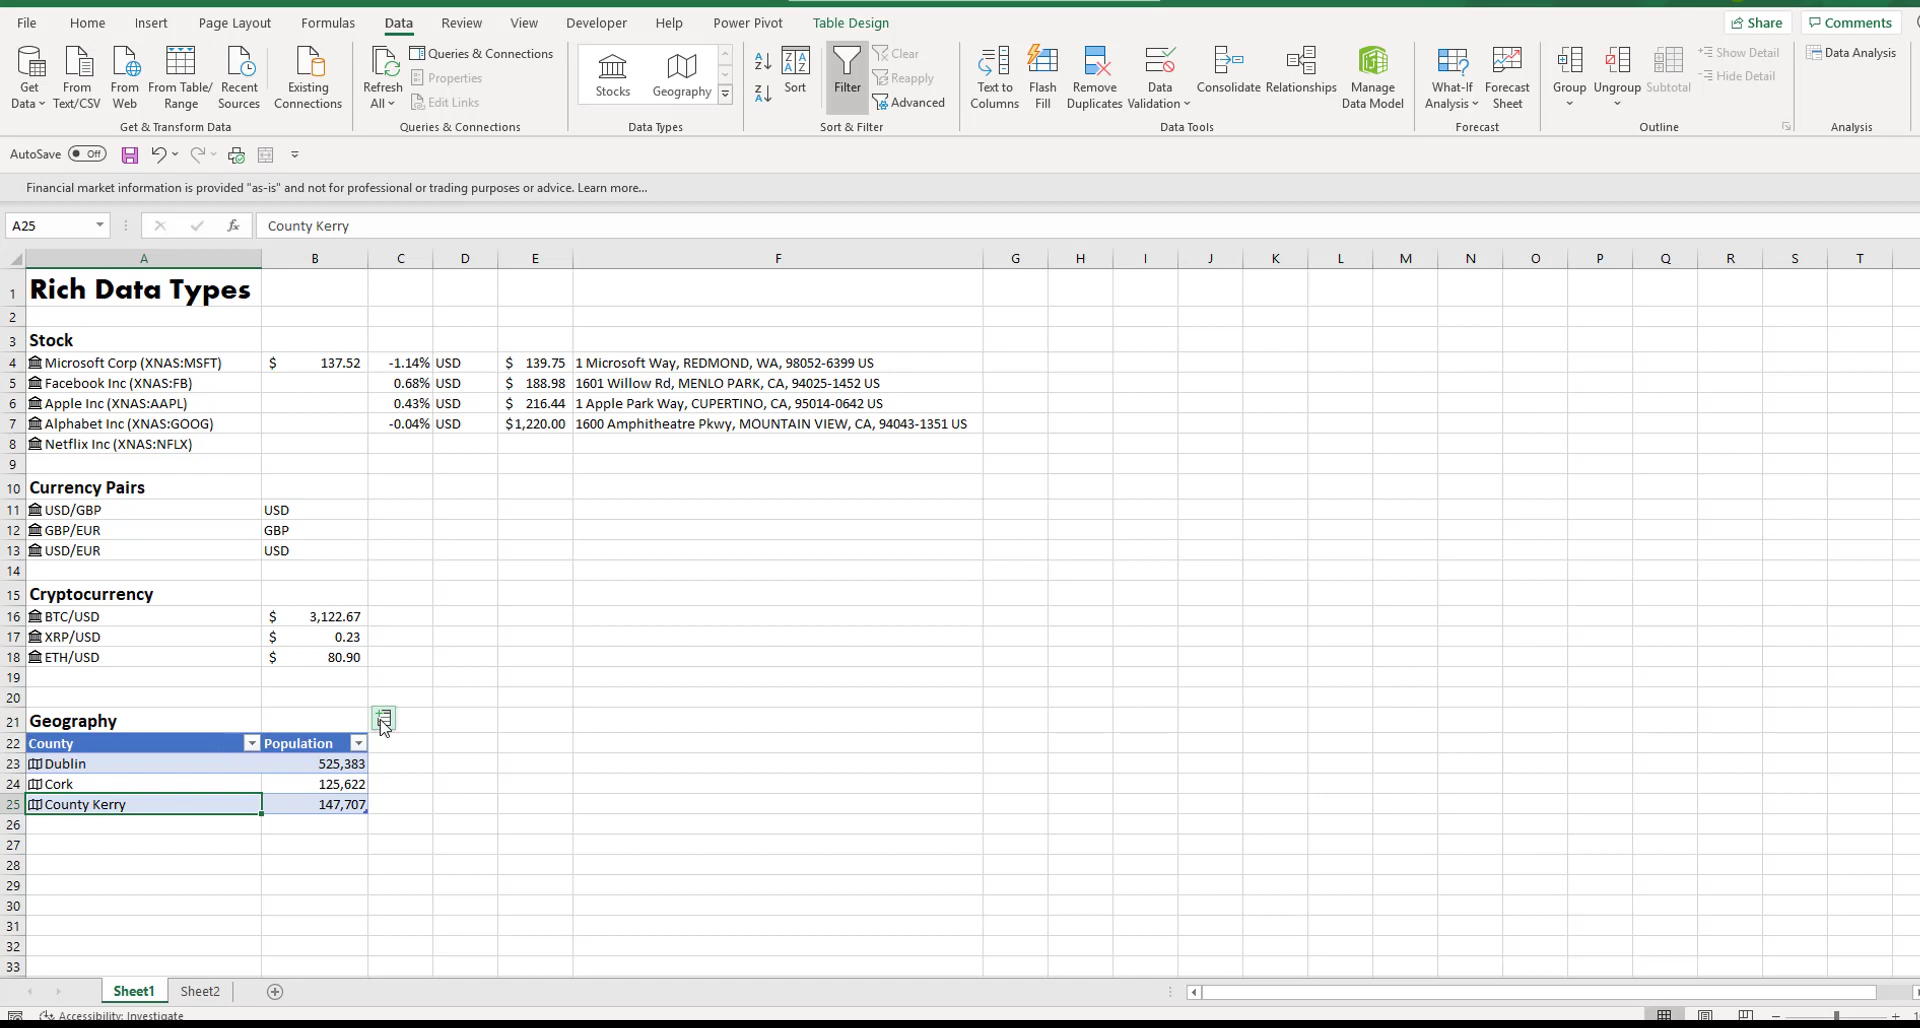 File Home Insert Page Layout Formulas Data Review View Developer Help Power Pivot Table Design Share Comments
Get Data From Text/CSV From Web From Table/ Range Recent Sources Existing Connections
Get & Transform Data
Refresh All Queries & Connections Properties Edit Links
Queries & Connections
Stocks Geography
Data Types
Sort Filter Clear Reapply Advanced
Sort & Filter
Text to Columns Flash Fill Remove Duplicates Data Validation Consolidate Relationships Manage Data Model
Data Tools
What-If Analysis Forecast Sheet
Forecast
Group Ungroup Subtotal Show Detail Hide Detail
Outline
Data Analysis
Analysis
AutoSave Off
Financial market information is provided "as-is" and not for professional or trading purposes or advice. Learn more...
A25 fx County Kerry
A B C D E F G H I J K L M N O P Q R S T
1 Rich Data Types
2
3 Stock
4 Microsoft Corp (XNAS:MSFT) $ 137.52 -1.14% USD $ 139.75 1 Microsoft Way, REDMOND, WA, 98052-6399 US
5 Facebook Inc (XNAS:FB) 0.68% USD $ 188.98 1601 Willow Rd, MENLO PARK, CA, 94025-1452 US
6 Apple Inc (XNAS:AAPL) 0.43% USD $ 216.44 1 Apple Park Way, CUPERTINO, CA, 95014-0642 US
7 Alphabet Inc (XNAS:GOOG) -0.04% USD $1,220.00 1600 Amphitheatre Pkwy, MOUNTAIN VIEW, CA, 94043-1351 US
8 Netflix Inc (XNAS:NFLX)
9
10 Currency Pairs
11 USD/GBP USD
12 GBP/EUR GBP
13 USD/EUR USD
14
15 Cryptocurrency
16 BTC/USD $ 3,122.67
17 XRP/USD $ 0.23
18 ETH/USD $ 80.90
19
20
21 Geography
22 County Population
23 Dublin 525,383
24 Cork 125,622
25 County Kerry 147,707
26
27
28
29
30
31
32
33
Sheet1 Sheet2
Accessibility: Investigate